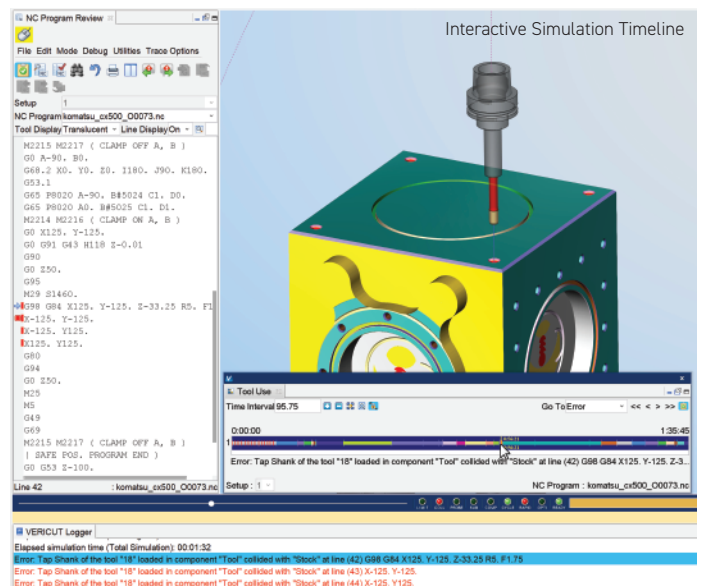 NC Program Review
Interactive Simulation Timeline
File Edit Mode Debug Utilities Trace Options
Setup 1
NC Program komatsu_cx500_O0073.nc
Tool Display Translucent Line Display On
M2215 M2217 ( CLAMP OFF A, B )
G0 A-90. B0.
G68.2 X0. Y0. Z0. I180. J90. K180.
G53.1
G65 P8020 A-90. B#5024 C1. D0.
G65 P8020 A0. B#5025 C1. D1.
M2214 M2216 ( CLAMP ON A, B )
G0 X125. Y-125.
G0 G91 G43 H118 Z-0.01
G90
G0 Z50.
G95
M29 S1460.
G98 G84 X125. Y-125. Z-33.25 R5. F1
X-125. Y-125.
X-125. Y125.
X125. Y125.
G80
G94
G0 Z50.
M25
M5
G49
G69
M2215 M2217 ( CLAMP OFF A, B )
( SAFE POS. PROGRAM END )
G0 G53 Z-100.
Line 42 : komatsu_cx500_O0073.nc
Tool Use
Time Interval 95.75 Go To Error << < > >>
0:00:00 1:35:45
1
Error: Tap Shank of the tool "18" loaded in component "Tool" collided with "Stock" at line (42) G98 G84 X125. Y-125. Z-3...
Setup : 1 NC Program : komatsu_cx500_O0073.nc
VERICUT Logger
Elapsed simulation time (Total Simulation): 00:01:32
Error: Tap Shank of the tool "18" loaded in component "Tool" collided with "Stock" at line (42) G98 G84 X125. Y-125. Z-33.25 R5. F1.75
Error: Tap Shank of the tool "18" loaded in component "Tool" collided with "Stock" at line (43) X-125. Y-125.
Error: Tap Shank of the tool "18" loaded in component "Tool" collided with "Stock" at line (44) X-125. Y125.